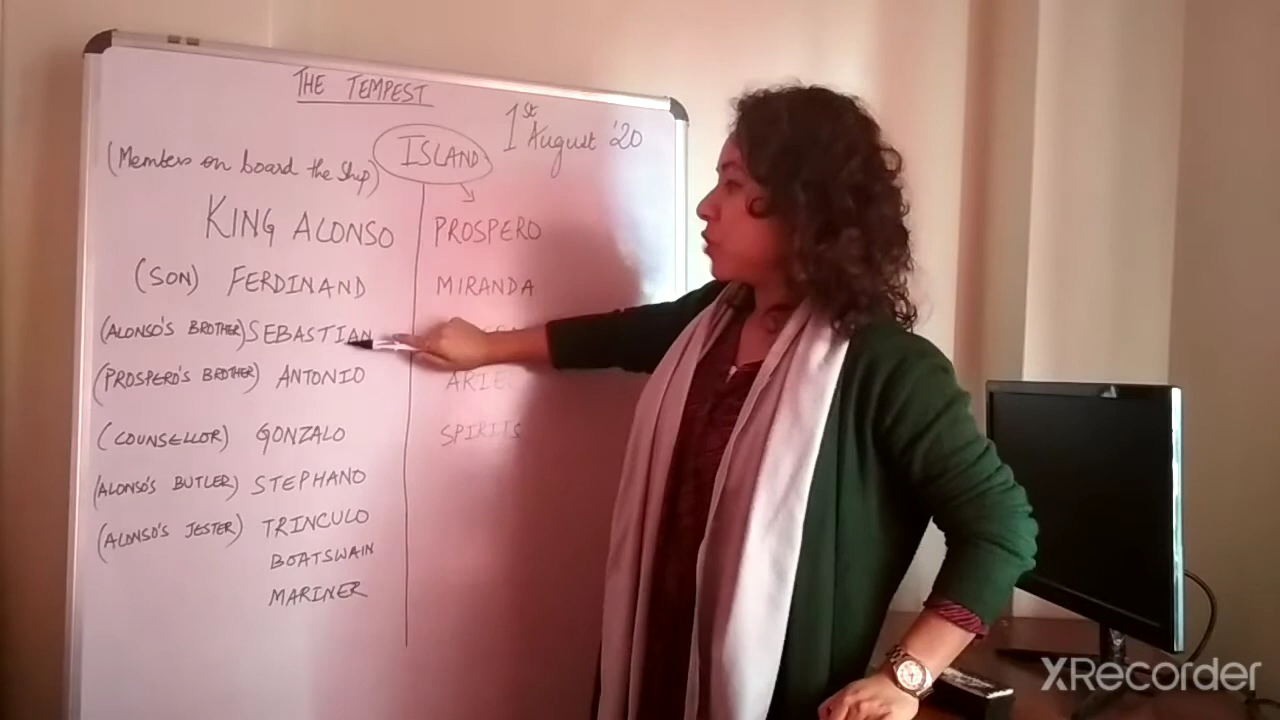 THE TEMPEST
1st August '20
(Members on board the ship)
ISLAND
KING ALONSO
(SON) FERDINAND
(ALONSO'S BROTHER) SEBASTIAN
(PROSPERO'S BROTHER) ANTONIO
(COUNSELLOR) GONZALO
(ALONSO'S BUTLER) STEPHANO
(ALONSO'S JESTER) TRINCULO
BOATSWAIN
MARINER
PROSPERO
MIRANDA
SPIRITS
XRecorder